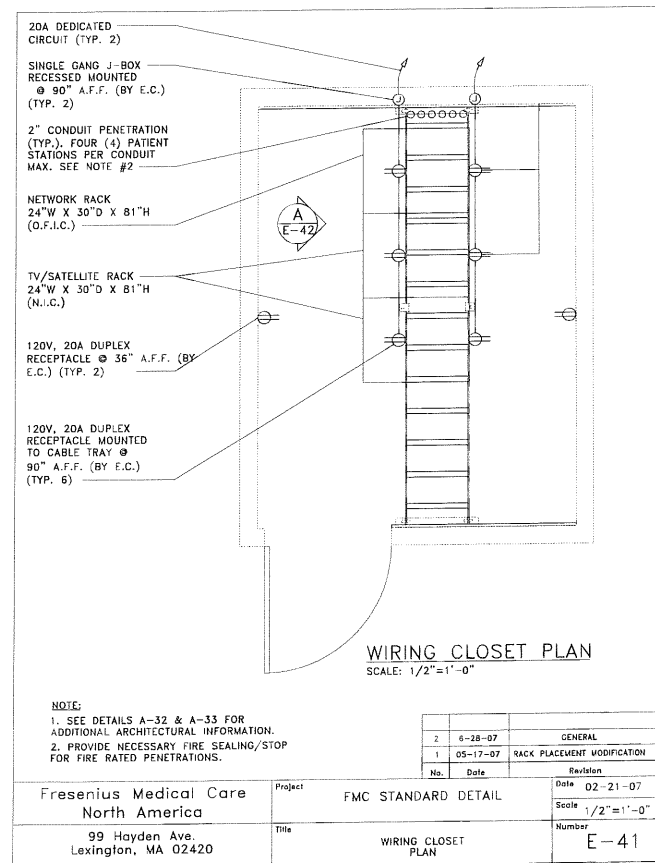 20A DEDICATED
CIRCUIT (TYP. 2)
SINGLE GANG J-BOX
RECESSED MOUNTED
@ 90" A.F.F. (BY E.C.)
(TYP. 2)
2" CONDUIT PENETRATION
(TYP.). FOUR (4) PATIENT
STATIONS PER CONDUIT
MAX. SEE NOTE #2
NETWORK RACK
24"W X 30"D X 81"H
(O.F.I.C.)
TV/SATELLITE RACK
24"W X 30"D X 81"H
(N.I.C.)
120V, 20A DUPLEX
RECEPTACLE @ 36" A.F.F. (BY
E.C.) (TYP. 2)
120V, 20A DUPLEX
RECEPTACLE MOUNTED
TO CABLE TRAY @
90" A.F.F. (BY E.C.)
(TYP. 6)
J
J
A
E-42
WIRING CLOSET PLAN
SCALE: 1/2"=1'-0"
NOTE:
1. SEE DETAILS A-32 & A-33 FOR
ADDITIONAL ARCHITECTURAL INFORMATION.
2. PROVIDE NECESSARY FIRE SEALING/STOP
FOR FIRE RATED PENETRATIONS.
2 6-28-07 GENERAL
1 05-17-07 RACK PLACEMENT MODIFICATION
No. Date Revision
Fresenius Medical Care
North America
99 Hayden Ave.
Lexington, MA 02420
Project
FMC STANDARD DETAIL
Title
WIRING CLOSET
PLAN
Date 02-21-07
Scale 1/2"=1'-0"
Number
E-41